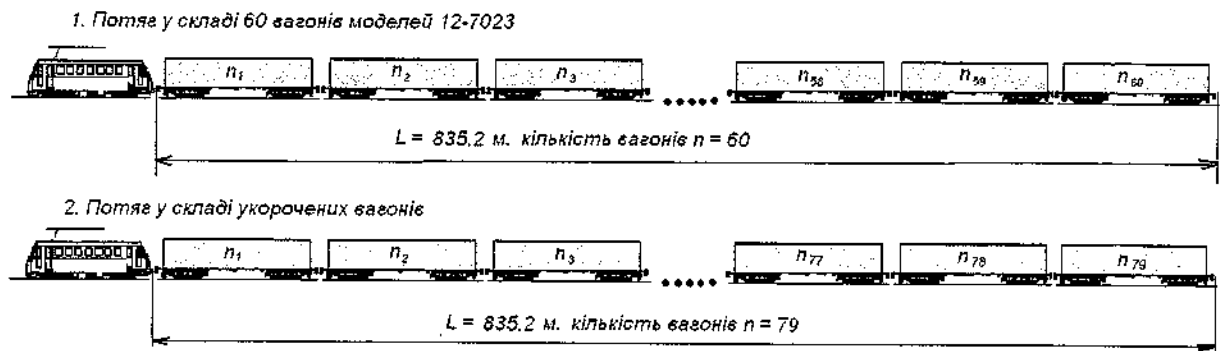 1. Потяг у складі 60 вагонів моделей 12-7023
n1 n2 n3 n58 n59 n60
L = 835,2 м. кількість вагонів n = 60
2. Потяг у складі укорочених вагонів
n1 n2 n3 n77 n78 n79
L = 835,2 м. кількість вагонів n = 79